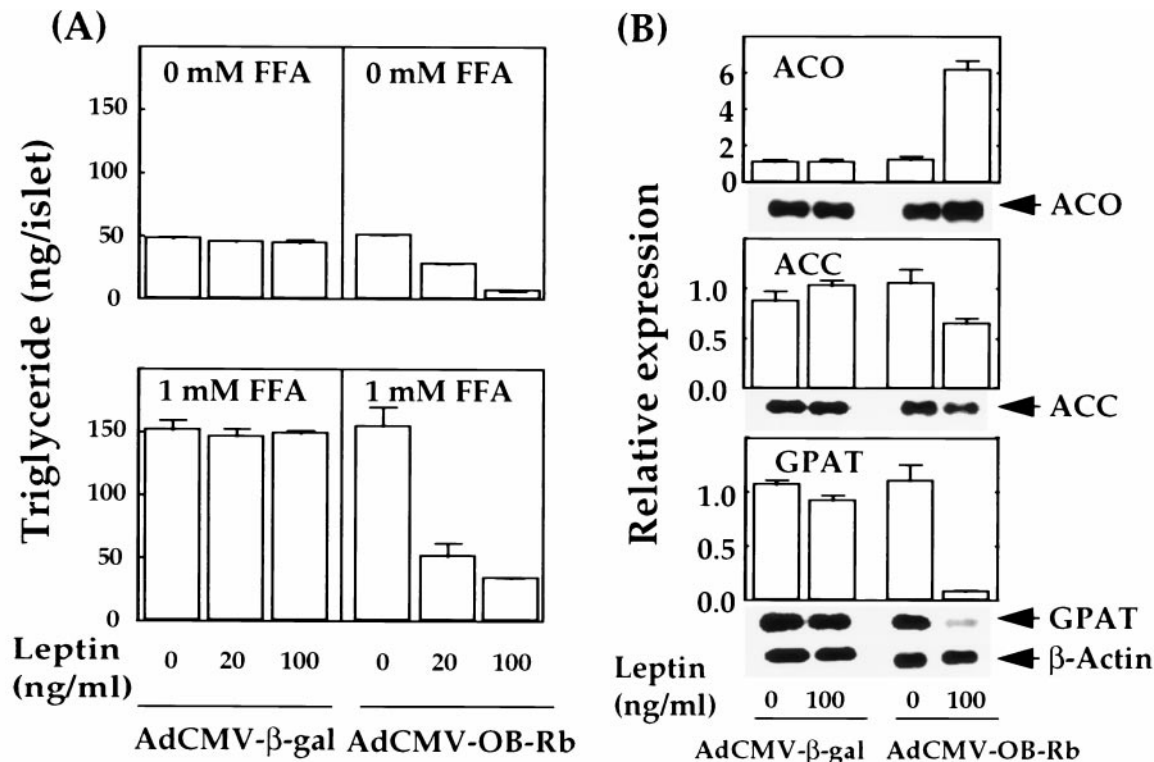 (A)
Triglyceride (ng/islet)
0 mM FFA
0 mM FFA
150
100
50
0
1 mM FFA
1 mM FFA
150
100
50
0
Leptin
(ng/ml)
0 20 100 0 20 100
AdCMV-β-gal AdCMV-OB-Rb
(B)
Relative expression
ACO
6
4
2
0
ACO
ACC
1.0
0.5
0.0
ACC
GPAT
1.0
0.5
0.0
GPAT
β-Actin
Leptin
(ng/ml)
0 100 0 100
AdCMV-β-gal AdCMV-OB-Rb